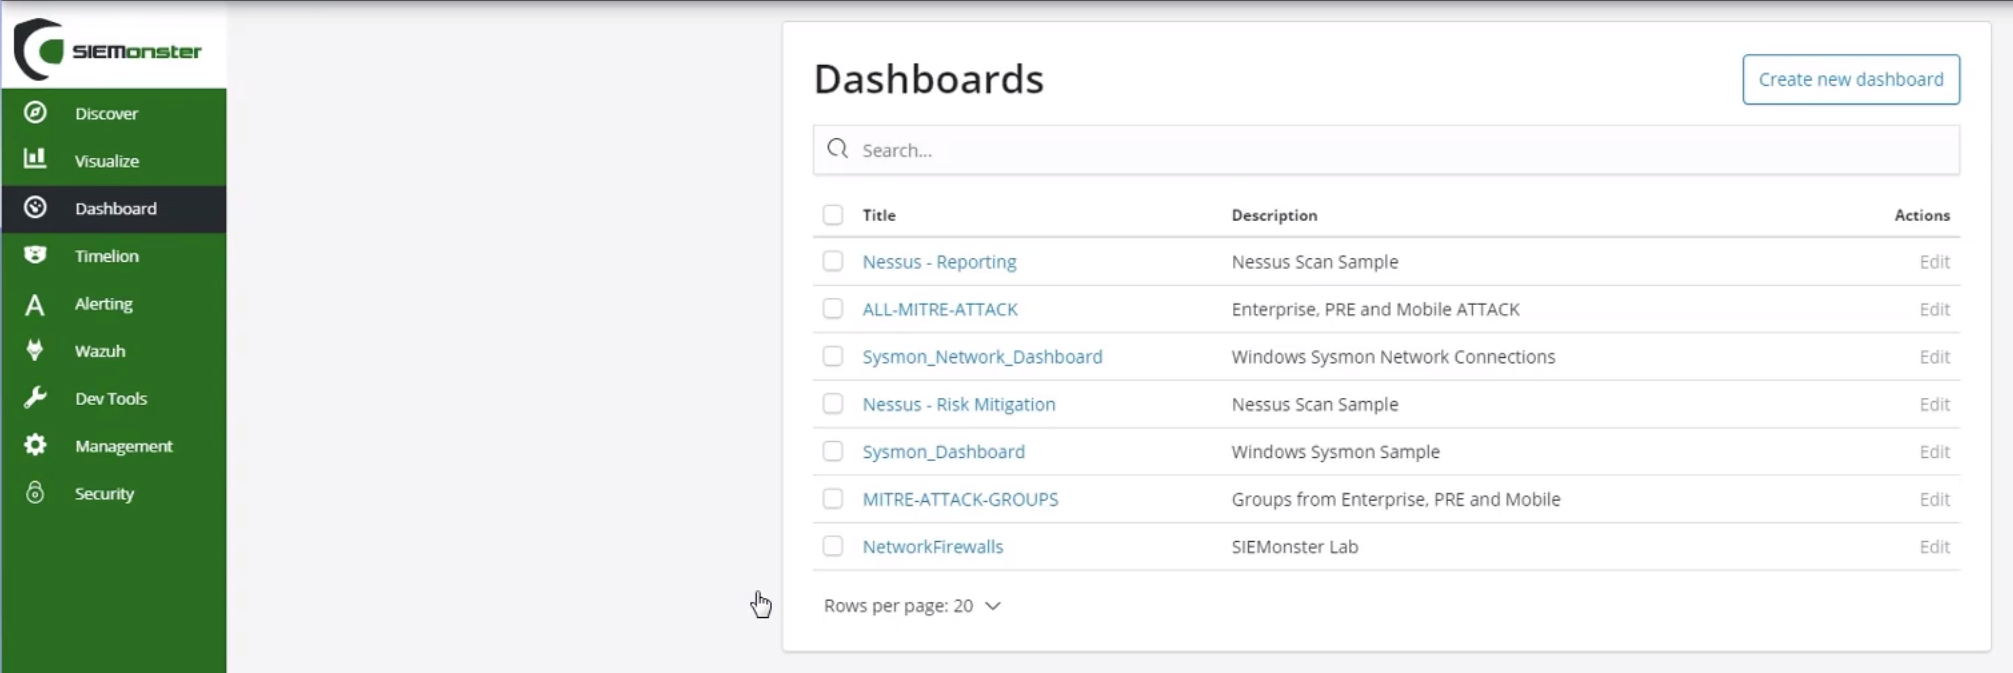 SIEMonster
Discover
Visualize
Dashboard
Timelion
Alerting
Wazuh
Dev Tools
Management
Security
Dashboards
Create new dashboard
Search...
Title Description Actions
Nessus - Reporting Nessus Scan Sample Edit
ALL-MITRE-ATTACK Enterprise, PRE and Mobile ATTACK Edit
Sysmon_Network_Dashboard Windows Sysmon Network Connections Edit
Nessus - Risk Mitigation Nessus Scan Sample Edit
Sysmon_Dashboard Windows Sysmon Sample Edit
MITRE-ATTACK-GROUPS Groups from Enterprise, PRE and Mobile Edit
NetworkFirewalls SIEMonster Lab Edit
Rows per page: 20